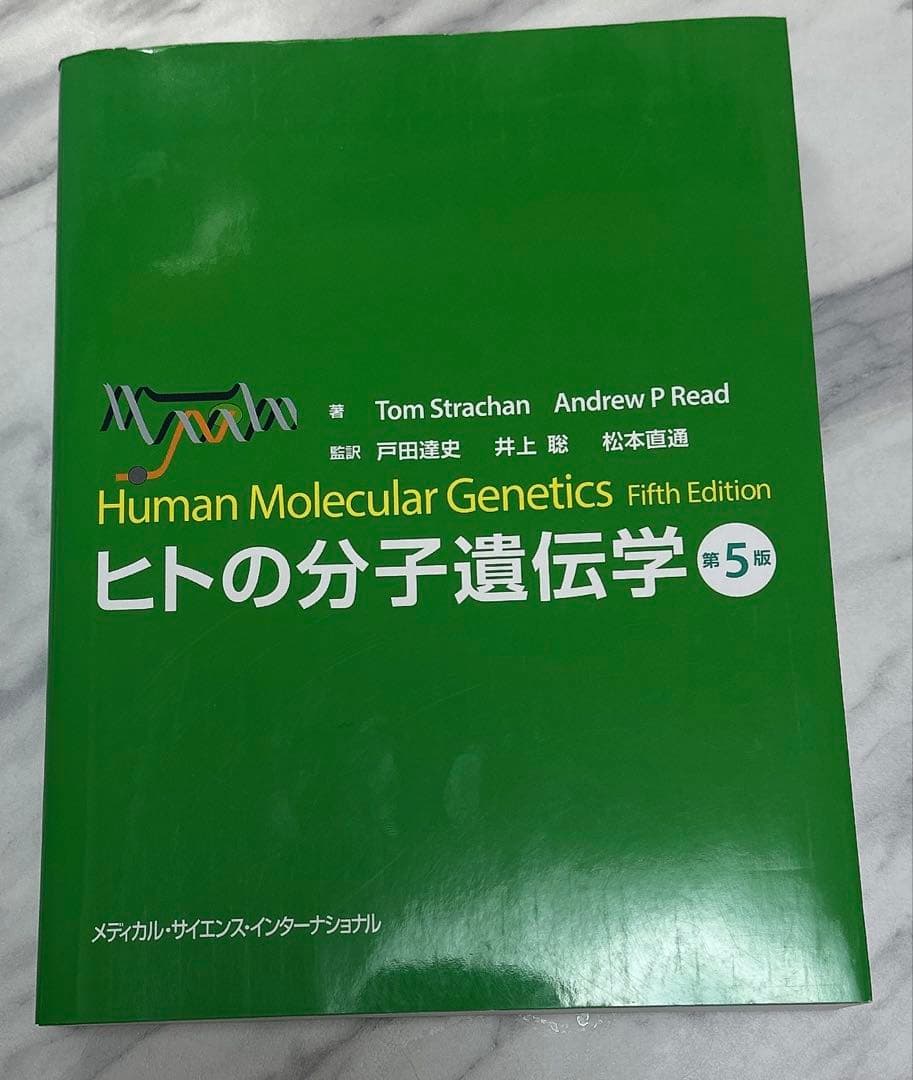 著 Tom Strachan Andrew P Read
監訳 戸田達史 井上 聡 松本直通
Human Molecular Genetics Fifth Edition
ヒトの分子遺伝学 第5版
メディカル・サイエンス・インターナショナル